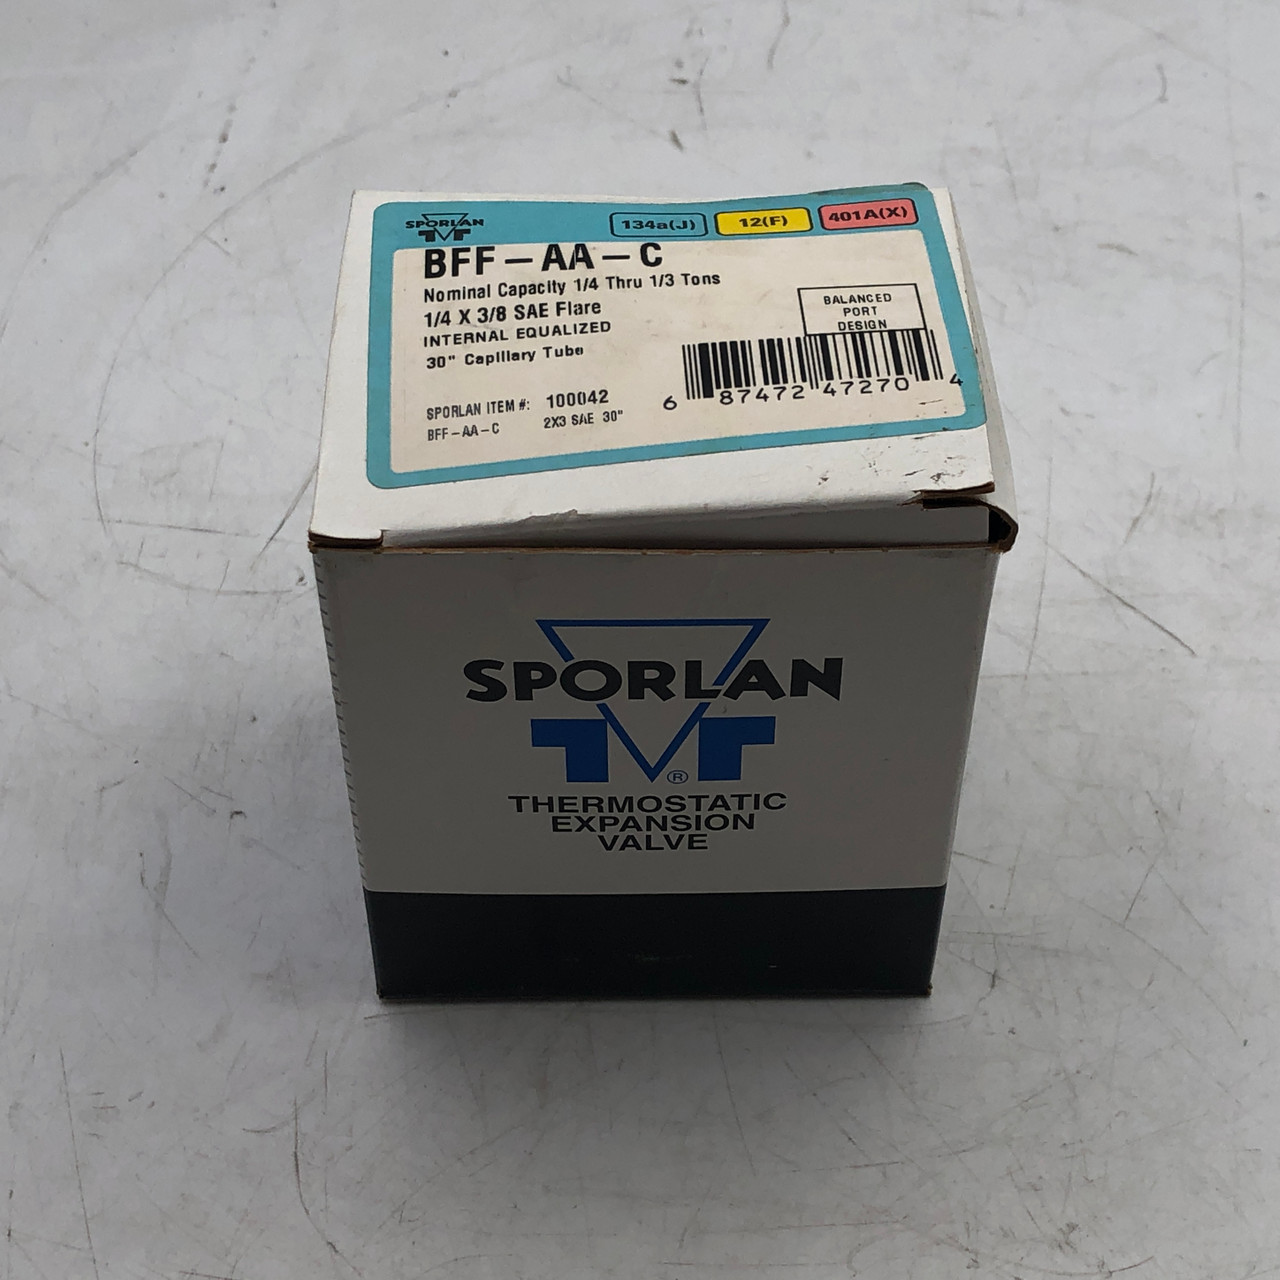 SPORLAN
134a(J) 12(F) 401A(X)
BFF-AA-C
Nominal Capacity 1/4 Thru 1/3 Tons
1/4 X 3/8 SAE Flare
INTERNAL EQUALIZED
30" Capillary Tube
BALANCED
PORT
DESIGN
6 87472 47270 4
SPORLAN ITEM #: 100042
BFF-AA-C 2X3 SAE 30"
SPORLAN
®
THERMOSTATIC
EXPANSION
VALVE